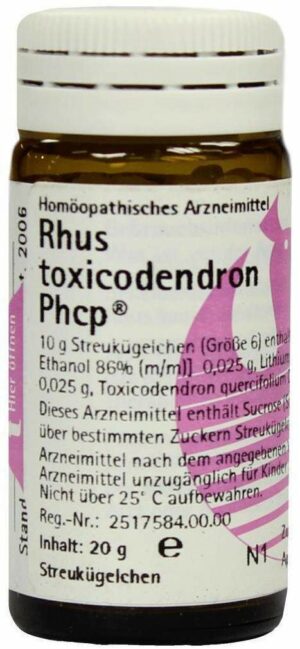 Homöopathisches Arzneimittel
Rhus
toxicodendron
Phcp®
10 g Streukügelchen (Größe 6) enthal
Ethanol 86% [m/m)] 0,025 g, Lithium
0,025 g, Toxicodendron quercifolium
Dieses Arzneimittel enthält Sucrose (S
über bestimmten Zuckern Streukügel
Arzneimittel nach dem angegebenen
Arzneimittel unzugänglich für Kinder
Nicht über 25° C aufbewahren.
Reg.-Nr.: 2517584.00.00
Inhalt: 20 g e N1
Streukügelchen
Hier öffnen
Stand 2006